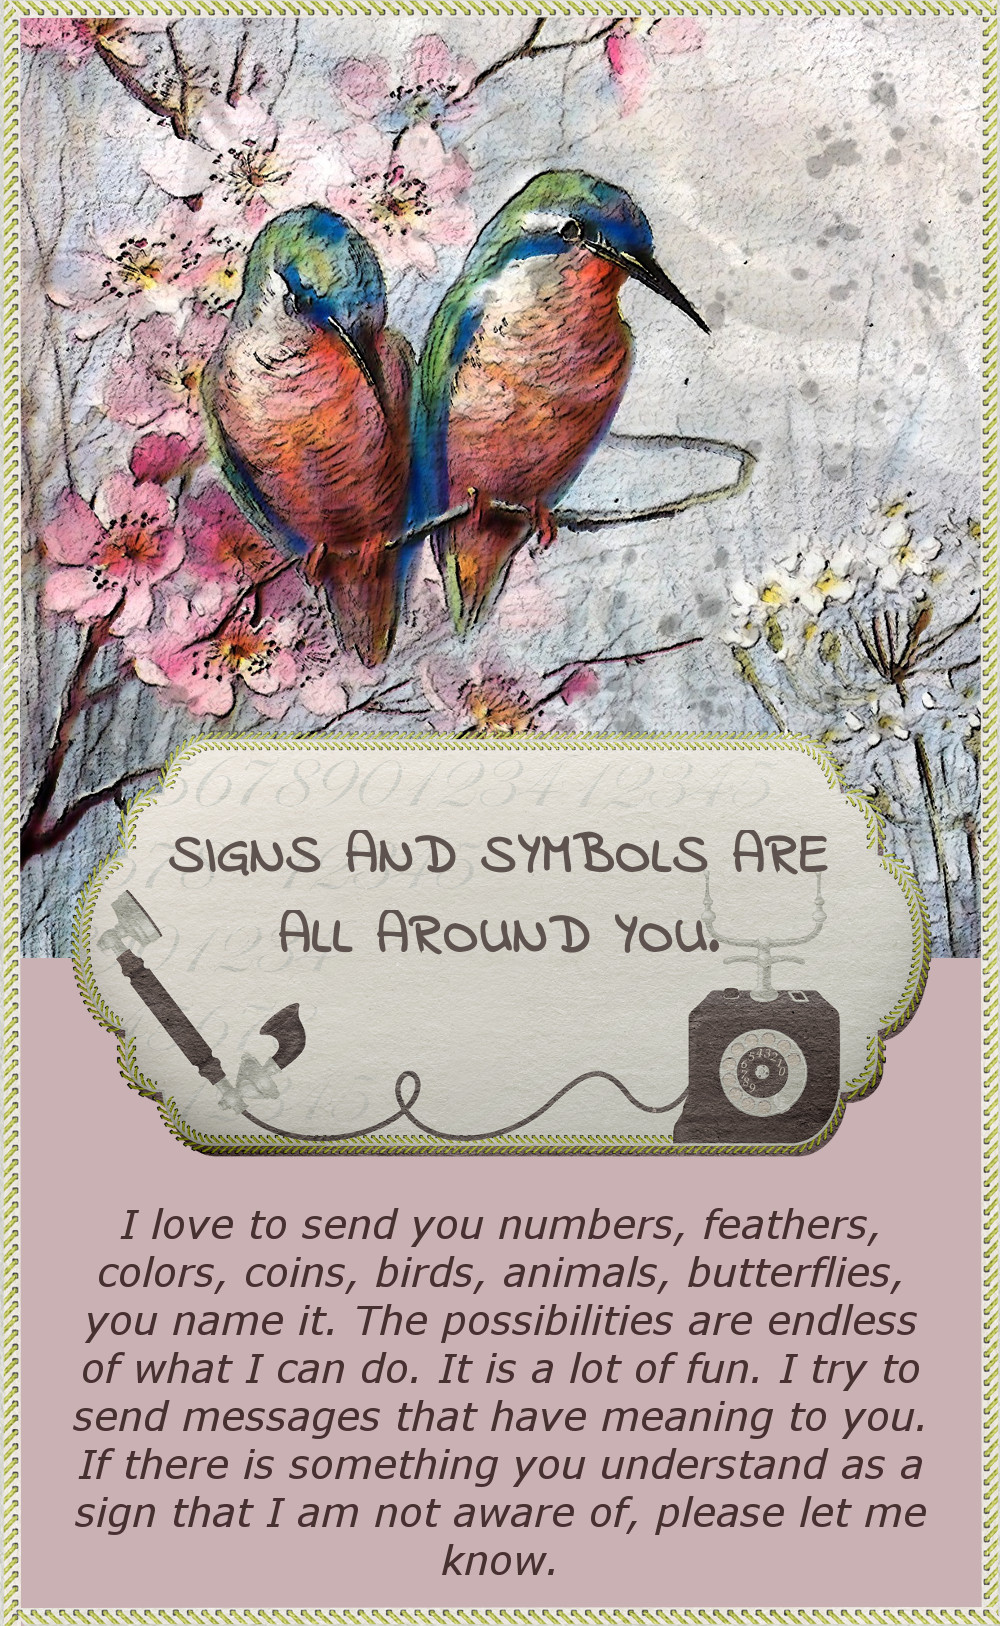 5678901234 12345
SIGNS AND SYMBOLS ARE
ALL AROUND YOU.
I love to send you numbers, feathers,
colors, coins, birds, animals, butterflies,
you name it. The possibilities are endless
of what I can do. It is a lot of fun. I try to
send messages that have meaning to you.
If there is something you understand as a
sign that I am not aware of, please let me
know.